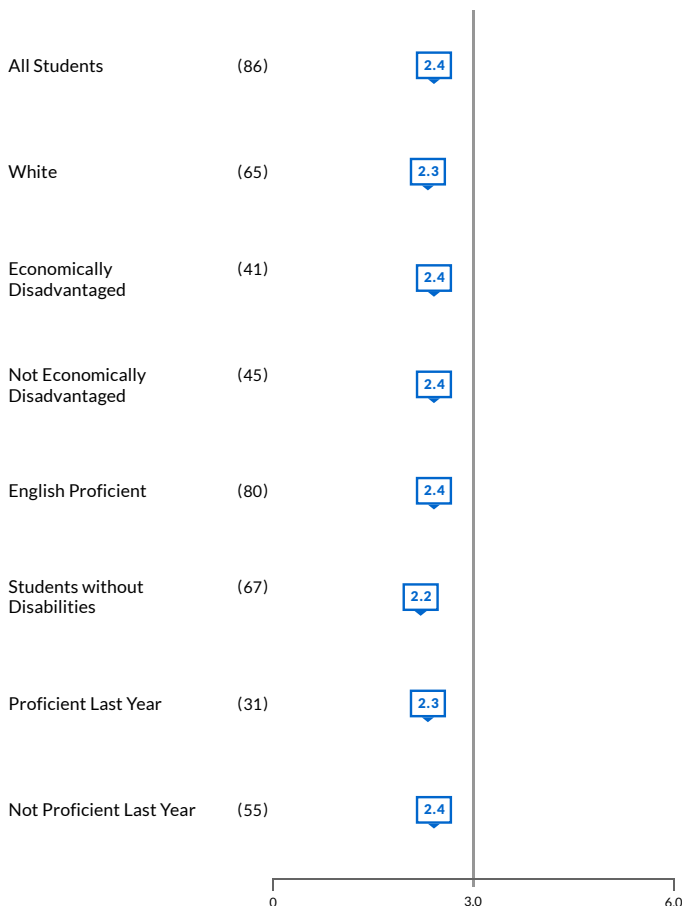 All Students (86) 2.4
White (65) 2.3
Economically
Disadvantaged (41) 2.4
Not Economically
Disadvantaged (45) 2.4
English Proficient (80) 2.4
Students without
Disabilities (67) 2.2
Proficient Last Year (31) 2.3
Not Proficient Last Year (55) 2.4
0 3.0 6.0